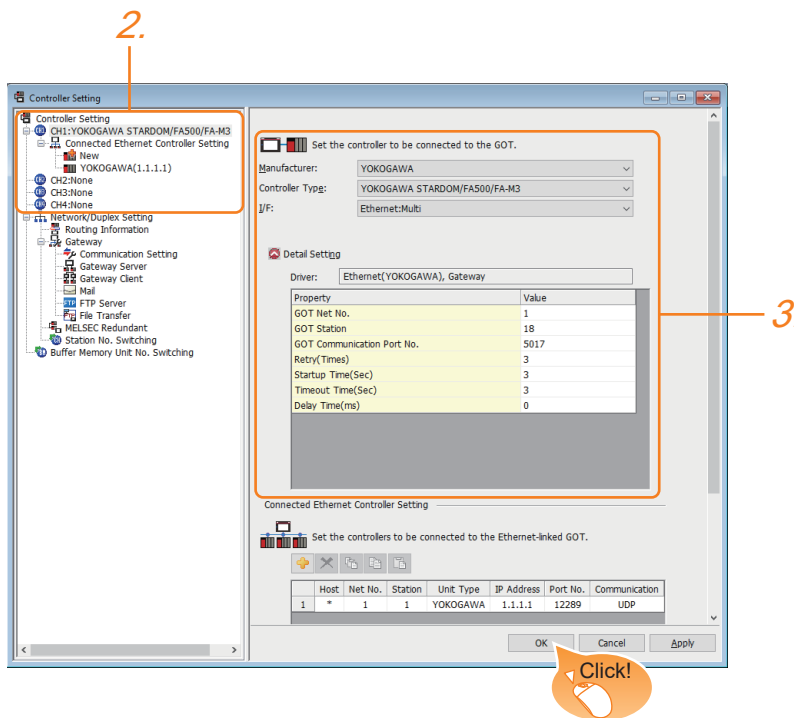 2.
Controller Setting
Controller Setting
CH1:YOKOGAWA STARDOM/FA500/FA-M3
Connected Ethernet Controller Setting
New
YOKOGAWA(1.1.1.1)
CH2:None
CH3:None
CH4:None
Network/Duplex Setting
Routing Information
Gateway
Communication Setting
Gateway Server
Gateway Client
Mail
FTP FTP Server
File Transfer
MELSEC Redundant
Station No. Switching
Buffer Memory Unit No. Switching
Set the controller to be connected to the GOT.
Manufacturer: YOKOGAWA
Controller Type: YOKOGAWA STARDOM/FA500/FA-M3
I/F: Ethernet:Multi
Detail Setting
Driver: Ethernet(YOKOGAWA), Gateway
Property Value
GOT Net No. 1
GOT Station 18
GOT Communication Port No. 5017
Retry(Times) 3
Startup Time(Sec) 3
Timeout Time(Sec) 3
Delay Time(ms) 0
3
Connected Ethernet Controller Setting
Set the controllers to be connected to the Ethernet-linked GOT.
Host Net No. Station Unit Type IP Address Port No. Communication
1 * 1 1 YOKOGAWA 1.1.1.1 12289 UDP
OK Cancel Apply
Click!